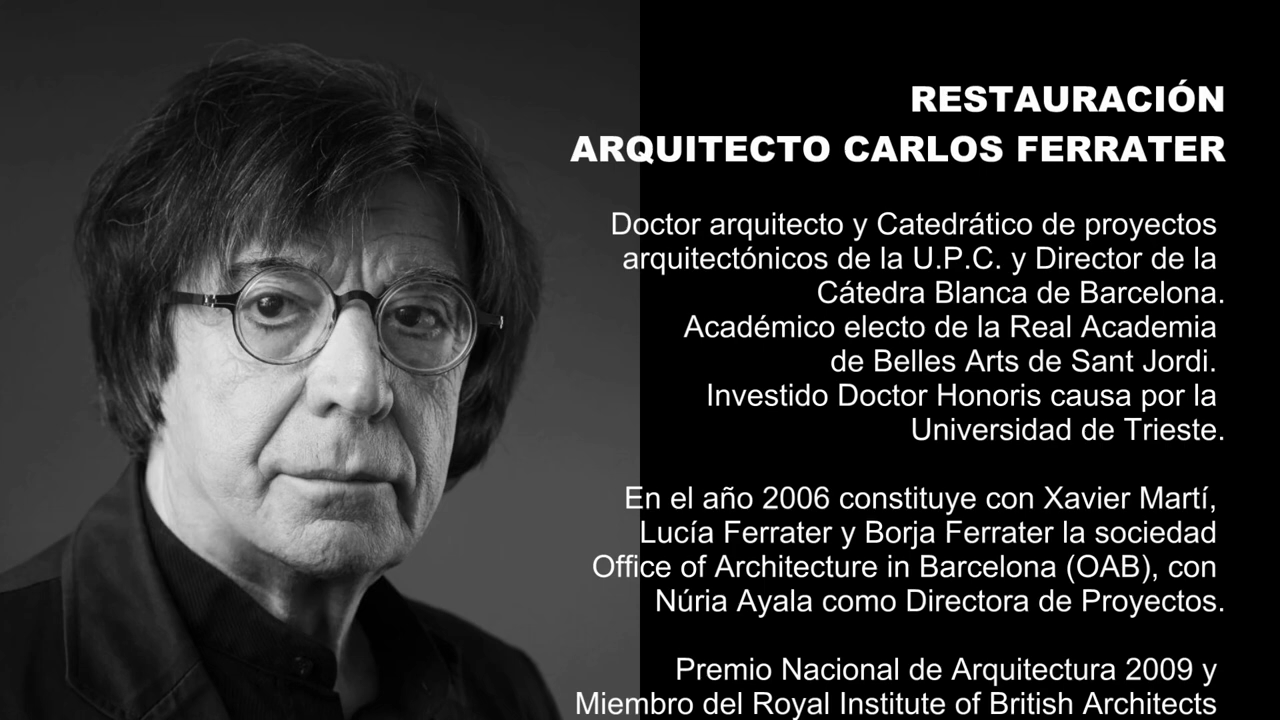 RESTAURACIÓN
ARQUITECTO CARLOS FERRATER
Doctor arquitecto y Catedrático de proyectos
arquitectónicos de la U.P.C. y Director de la
Cátedra Blanca de Barcelona.
Académico electo de la Real Academia
de Belles Arts de Sant Jordi.
Investido Doctor Honoris causa por la
Universidad de Trieste.
En el año 2006 constituye con Xavier Martí,
Lucía Ferrater y Borja Ferrater la sociedad
Office of Architecture in Barcelona (OAB), con
Núria Ayala como Directora de Proyectos.
Premio Nacional de Arquitectura 2009 y
Miembro del Royal Institute of British Architects